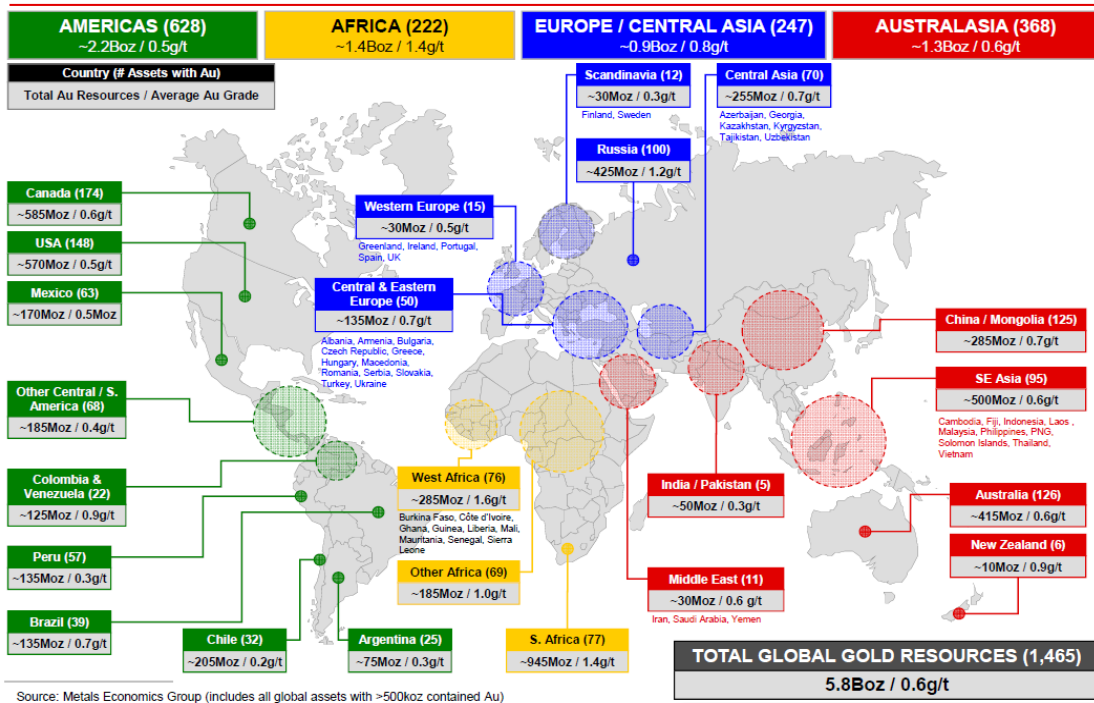 AMERICAS (628)
~2.2Boz / 0.5g/t
AFRICA (222)
~1.4Boz / 1.4g/t
EUROPE / CENTRAL ASIA (247)
~0.9Boz / 0.8g/t
AUSTRALASIA (368)
~1.3Boz / 0.6g/t
Country (# Assets with Au)
Total Au Resources / Average Au Grade
Scandinavia (12)
~30Moz / 0.3g/t
Finland, Sweden
Central Asia (70)
~255Moz / 0.7g/t
Azerbaijan, Georgia,
Kazakhstan, Kyrgyzstan,
Tajikistan, Uzbekistan
Russia (100)
~425Moz / 1.2g/t
Canada (174)
~585Moz / 0.6g/t
USA (148)
~570Moz / 0.5g/t
Mexico (63)
~170Moz / 0.5Moz
Western Europe (15)
~30Moz / 0.5g/t
Greenland, Ireland, Portugal,
Spain, UK
Central & Eastern
Europe (50)
~135Moz / 0.7g/t
Albania, Armenia, Bulgaria,
Czech Republic, Greece,
Hungary, Macedonia,
Romania, Serbia, Slovakia,
Turkey, Ukraine
China / Mongolia (125)
~285Moz / 0.7g/t
SE Asia (95)
~500Moz / 0.6g/t
Cambodia, Fiji, Indonesia, Laos ,
Malaysia, Philippines, PNG,
Solomon Islands, Thailand,
Vietnam
Other Central / S.
America (68)
~185Moz / 0.4g/t
Colombia &
Venezuela (22)
~125Moz / 0.9g/t
West Africa (76)
~285Moz / 1.6g/t
Burkina Faso, Côte d'Ivoire,
Ghana, Guinea, Liberia, Mali,
Mauritania, Senegal, Sierra
Leone
India / Pakistan (5)
~50Moz / 0.3g/t
Australia (126)
~415Moz / 0.6g/t
New Zealand (6)
~10Moz / 0.9g/t
Peru (57)
~135Moz / 0.3g/t
Other Africa (69)
~185Moz / 1.0g/t
Middle East (11)
~30Moz / 0.6 g/t
Iran, Saudi Arabia, Yemen
Brazil (39)
~135Moz / 0.7g/t
Chile (32)
~205Moz / 0.2g/t
Argentina (25)
~75Moz / 0.3g/t
S. Africa (77)
~945Moz / 1.4g/t
TOTAL GLOBAL GOLD RESOURCES (1,465)
5.8Boz / 0.6g/t
Source: Metals Economics Group (includes all global assets with >500koz contained Au)